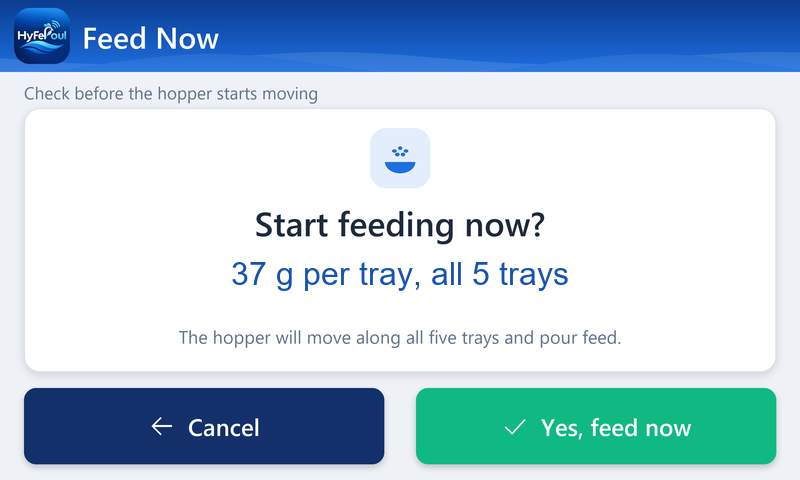 HyFelPoul
Feed Now
Check before the hopper starts moving
Start feeding now?
37 g per tray, all 5 trays
The hopper will move along all five trays and pour feed.
Cancel
Yes, feed now